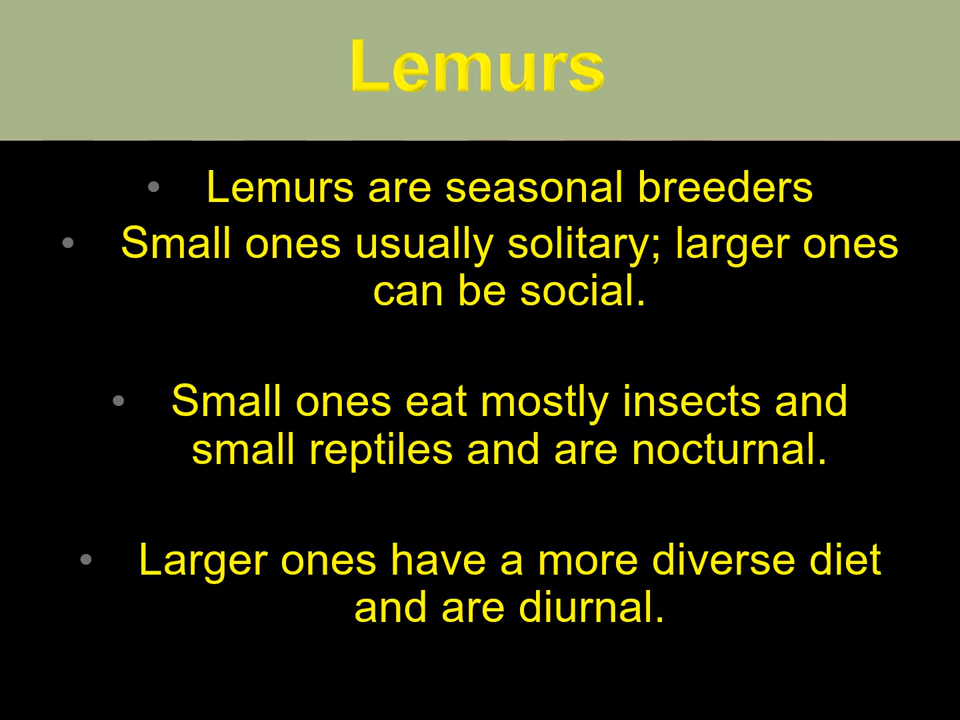 Lemurs
• Lemurs are seasonal breeders
• Small ones usually solitary; larger ones
can be social.
• Small ones eat mostly insects and
small reptiles and are nocturnal.
• Larger ones have a more diverse diet
and are diurnal.